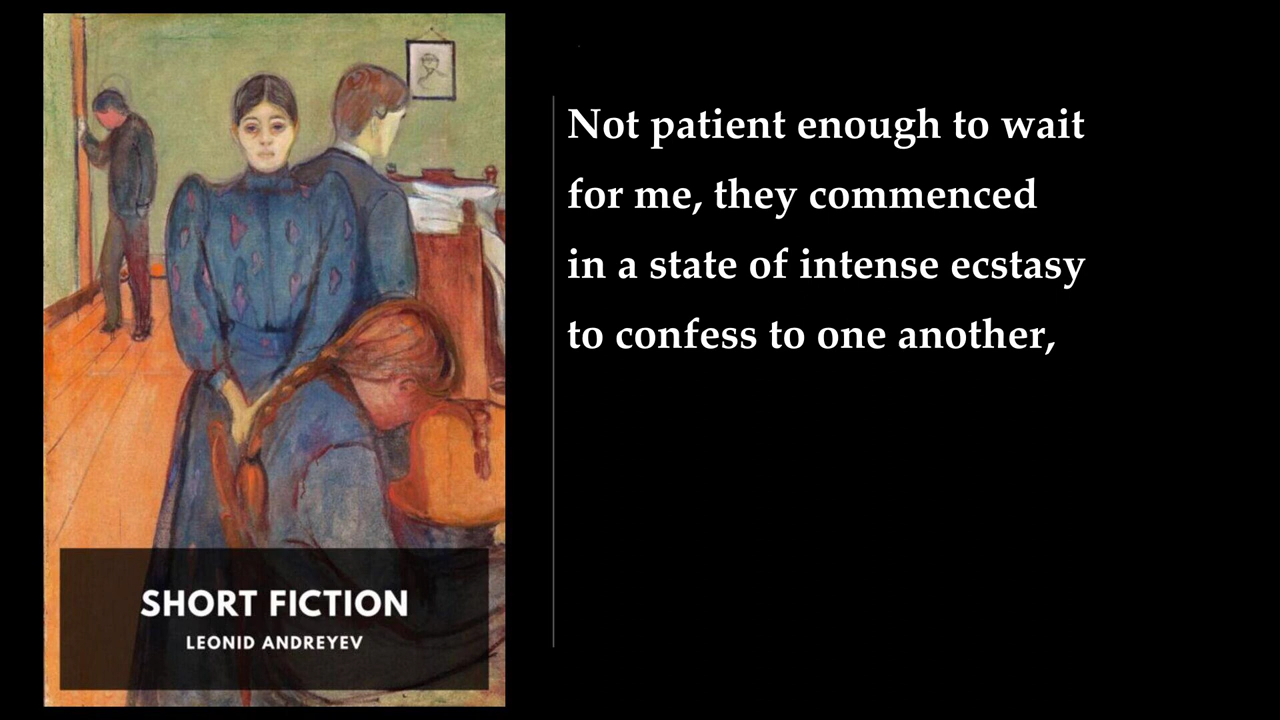 SHORT FICTION
LEONID ANDREYEV
Not patient enough to wait
for me, they commenced
in a state of intense ecstasy
to confess to one another,